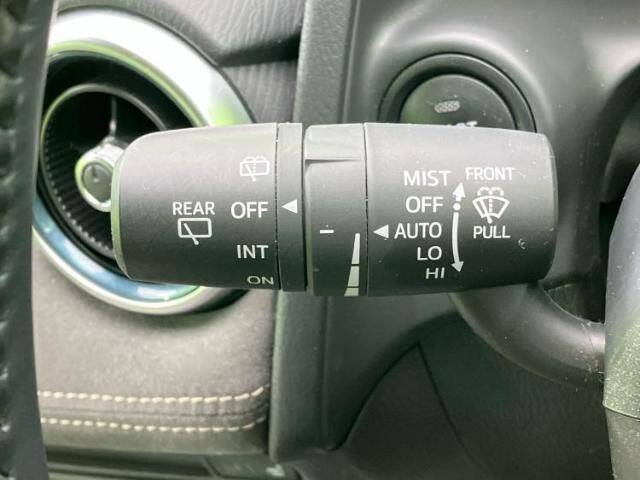 REAR
OFF
INT
ON
MIST
OFF
AUTO
LO
HI
FRONT
PULL